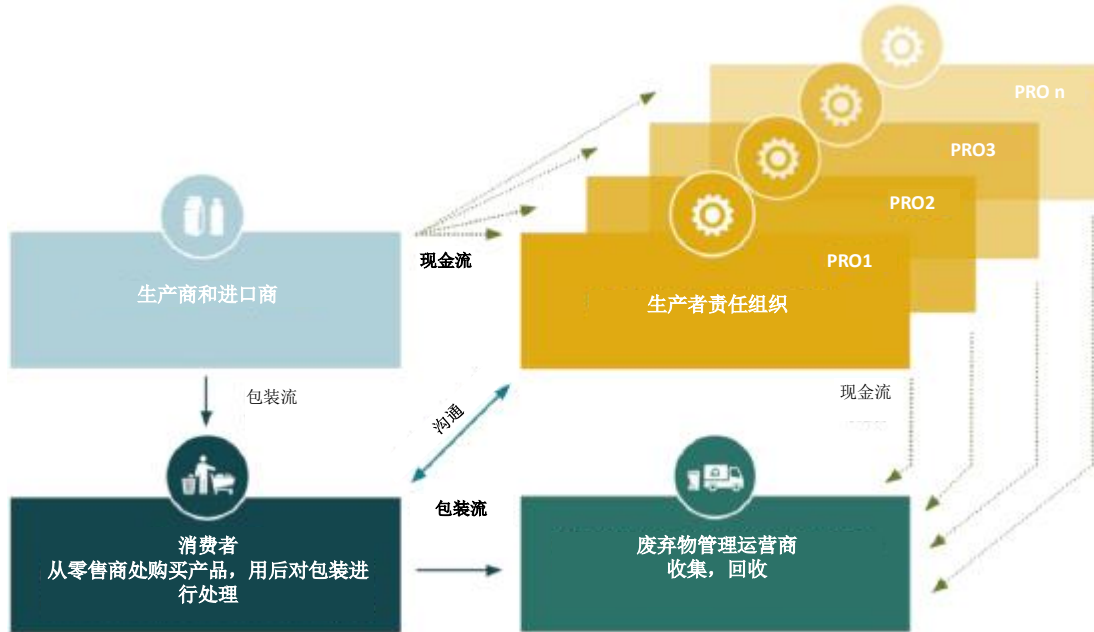 PRO n
PRO3
PRO2
现金流
PRO1
生产商和进口商
生产者责任组织
包装流
现金流
沟通
包装流
消费者
从零售商处购买产品，用后对包装进
行处理
废弃物管理运营商
收集，回收